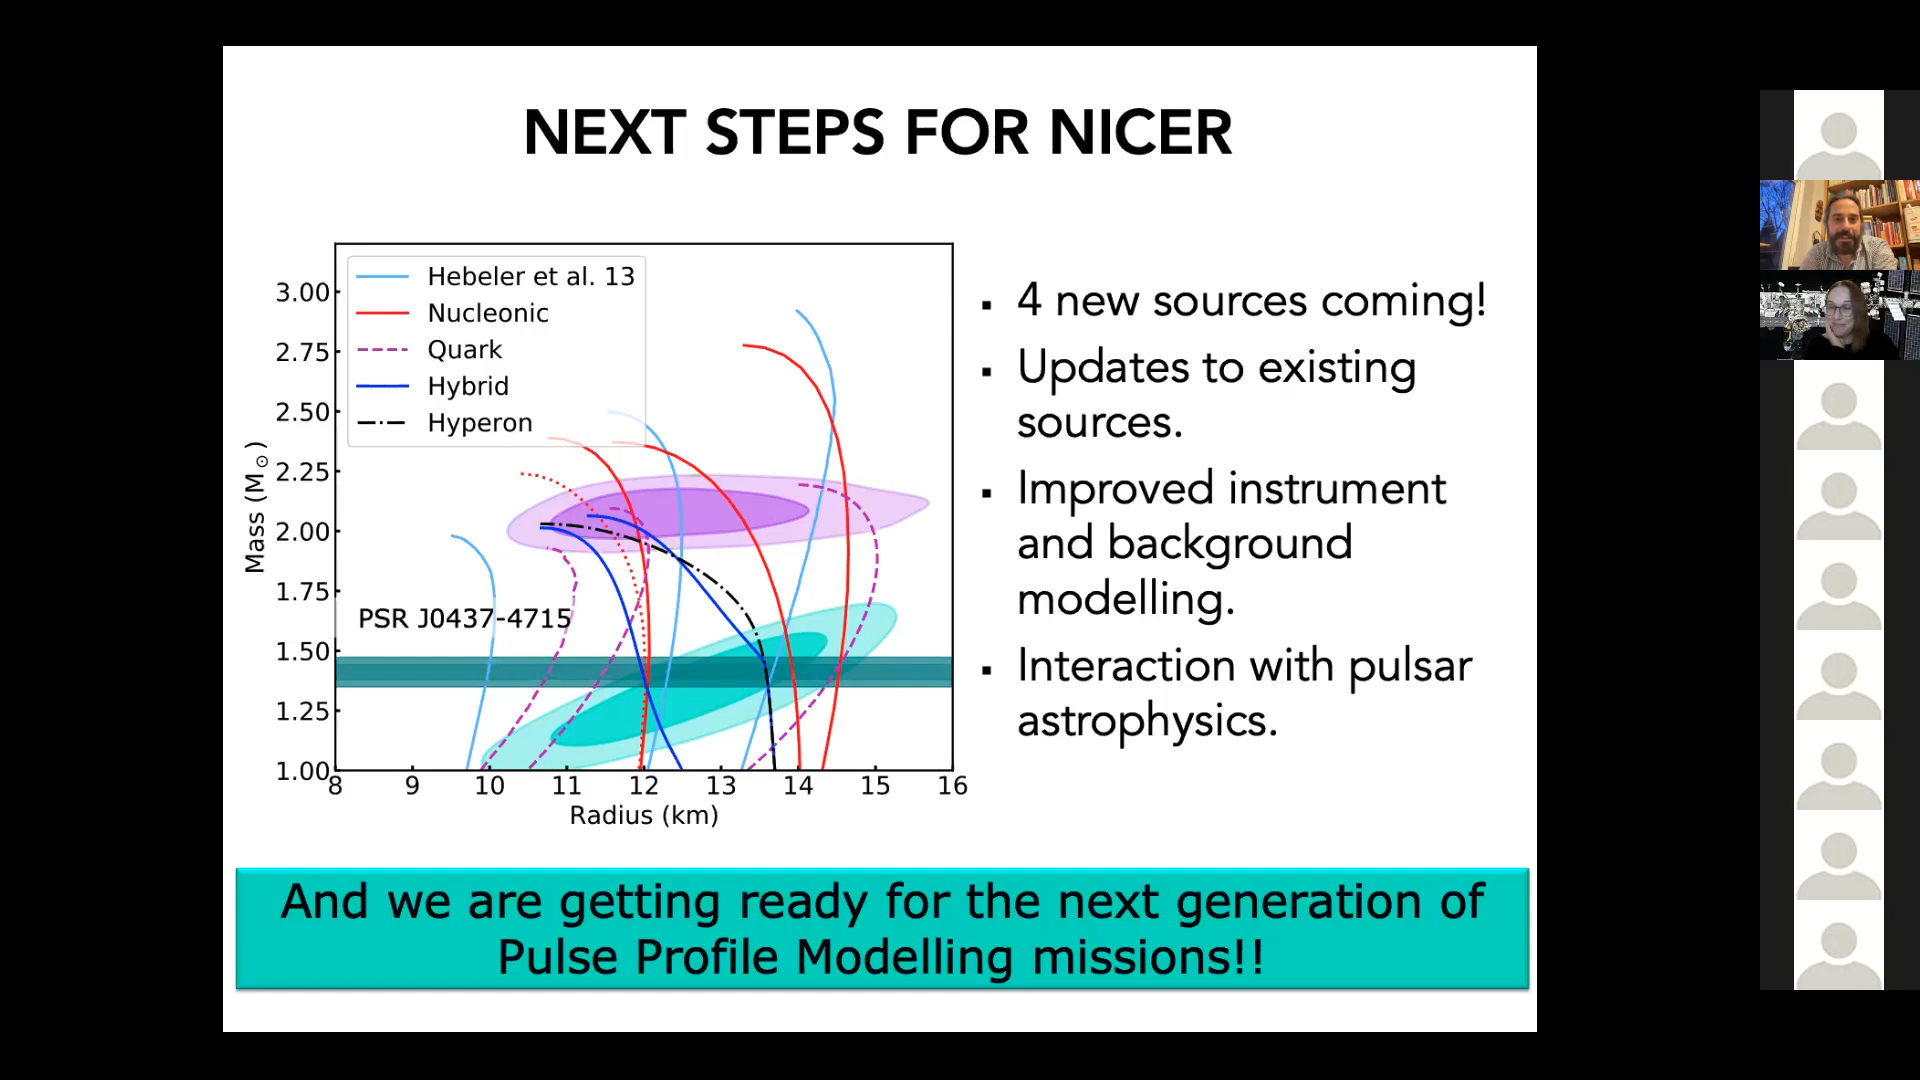 NEXT STEPS FOR NICER
Hebeler et al. 13
Nucleonic
Quark
Hybrid
Hyperon
3.00
2.75
2.50
2.25
2.00
1.75
1.50
1.25
1.00
Mass (M⊙)
PSR J0437-4715
8 9 10 11 12 13 14 15 16
Radius (km)
▪ 4 new sources coming!
▪ Updates to existing
sources.
▪ Improved instrument
and background
modelling.
▪ Interaction with pulsar
astrophysics.
And we are getting ready for the next generation of
Pulse Profile Modelling missions!!